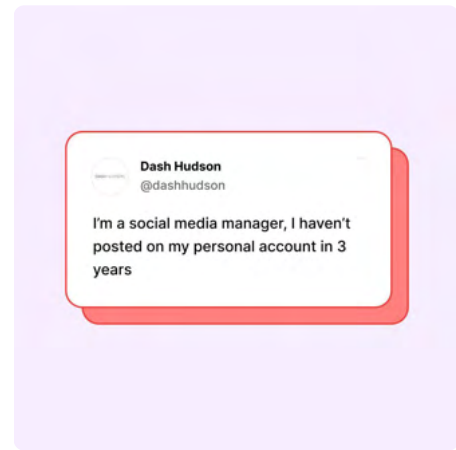 Dash Hudson
@dashhudson
I'm a social media manager, I haven't
posted on my personal account in 3
years